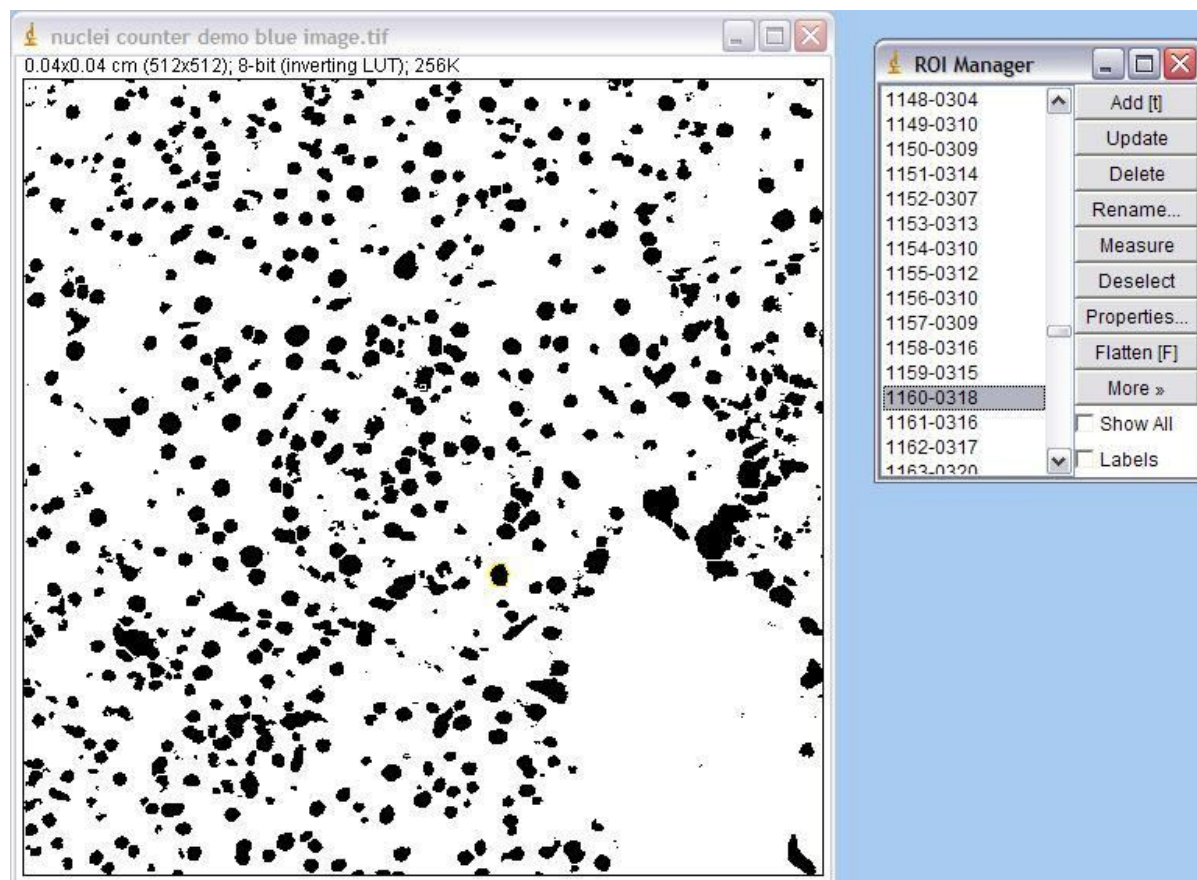 nuclei counter demo blue image.tif
0.04x0.04 cm (512x512); 8-bit (inverting LUT); 256K
ROI Manager
1148-0304
1149-0310
1150-0309
1151-0314
1152-0307
1153-0313
1154-0310
1155-0312
1156-0310
1157-0309
1158-0316
1159-0315
1160-0318
1161-0316
1162-0317
1163-0320
Add [t]
Update
Delete
Rename...
Measure
Deselect
Properties...
Flatten [F]
More »
Show All
Labels